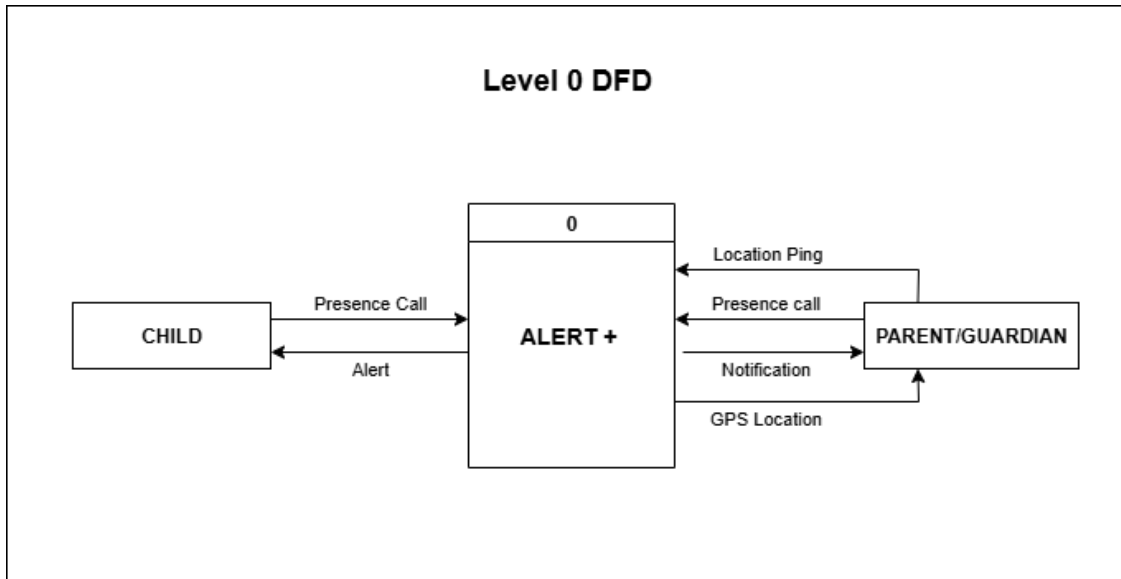 Level 0 DFD
0
Location Ping
Presence Call
Presence call
CHILD
ALERT +
PARENT/GUARDIAN
Alert
Notification
GPS Location